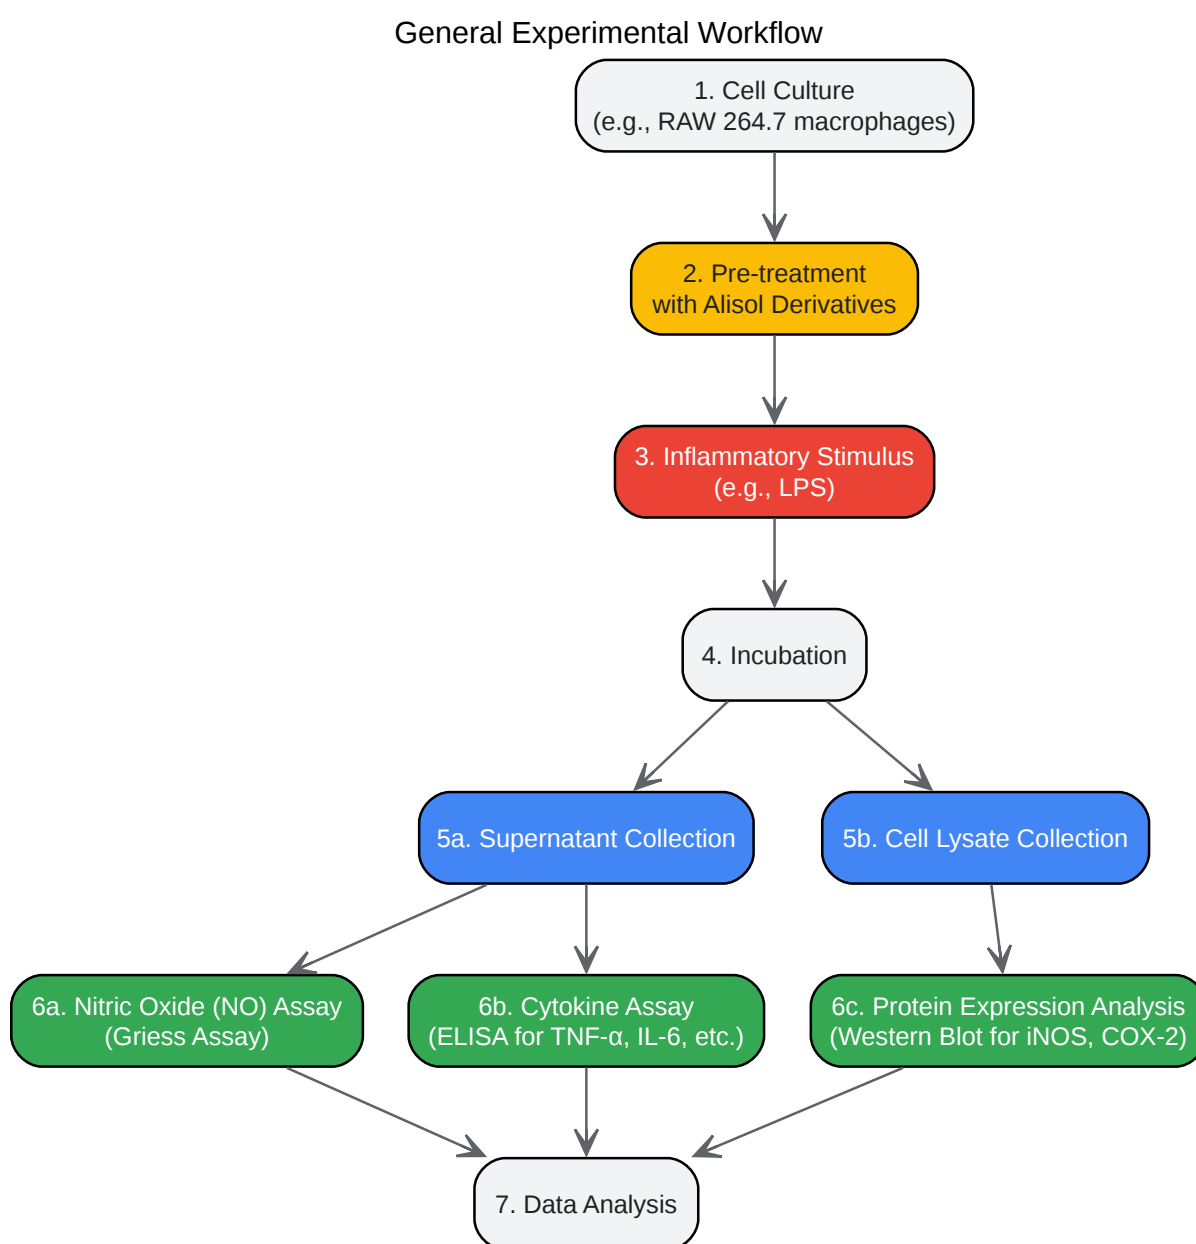 General Experimental Workflow
1. Cell Culture
(e.g., RAW 264.7 macrophages)
2. Pre-treatment
with Alisol Derivatives
3. Inflammatory Stimulus
(e.g., LPS)
4. Incubation
5a. Supernatant Collection
5b. Cell Lysate Collection
6a. Nitric Oxide (NO) Assay
(Griess Assay)
6b. Cytokine Assay
(ELISA for TNF-α, IL-6, etc.)
6c. Protein Expression Analysis
(Western Blot for iNOS, COX-2)
7. Data Analysis